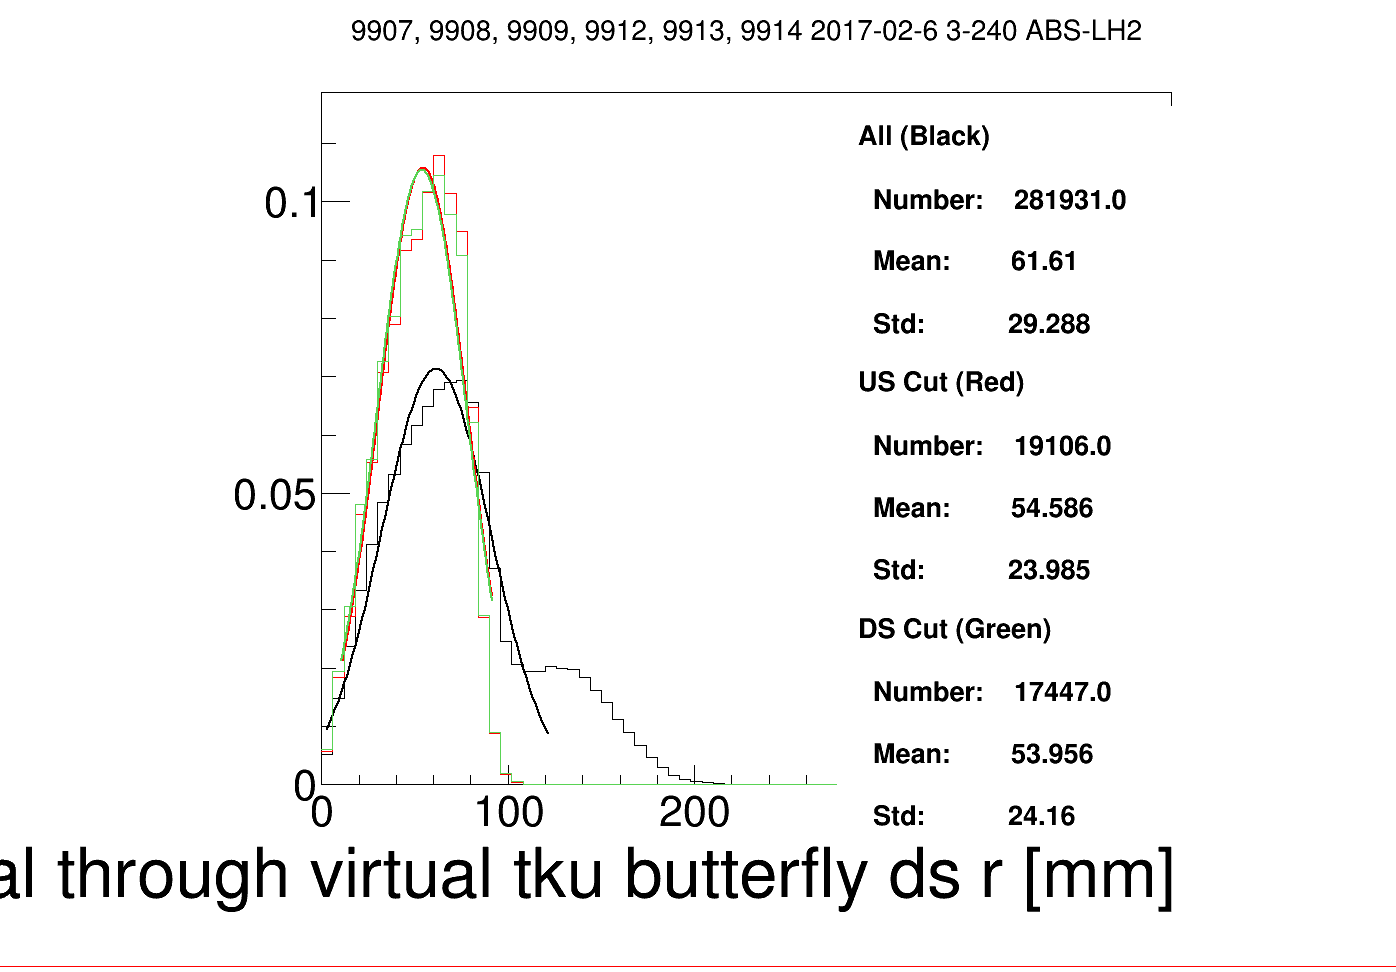 9907, 9908, 9909, 9912, 9913, 9914 2017-02-6 3-240 ABS-LH2
All (Black)
Number: 281931.0
Mean: 61.61
Std: 29.288
US Cut (Red)
Number: 19106.0
Mean: 54.586
Std: 23.985
DS Cut (Green)
Number: 17447.0
Mean: 53.956
Std: 24.16
0.1
0.05
0
0 100 200
al through virtual tku butterfly ds r [mm]